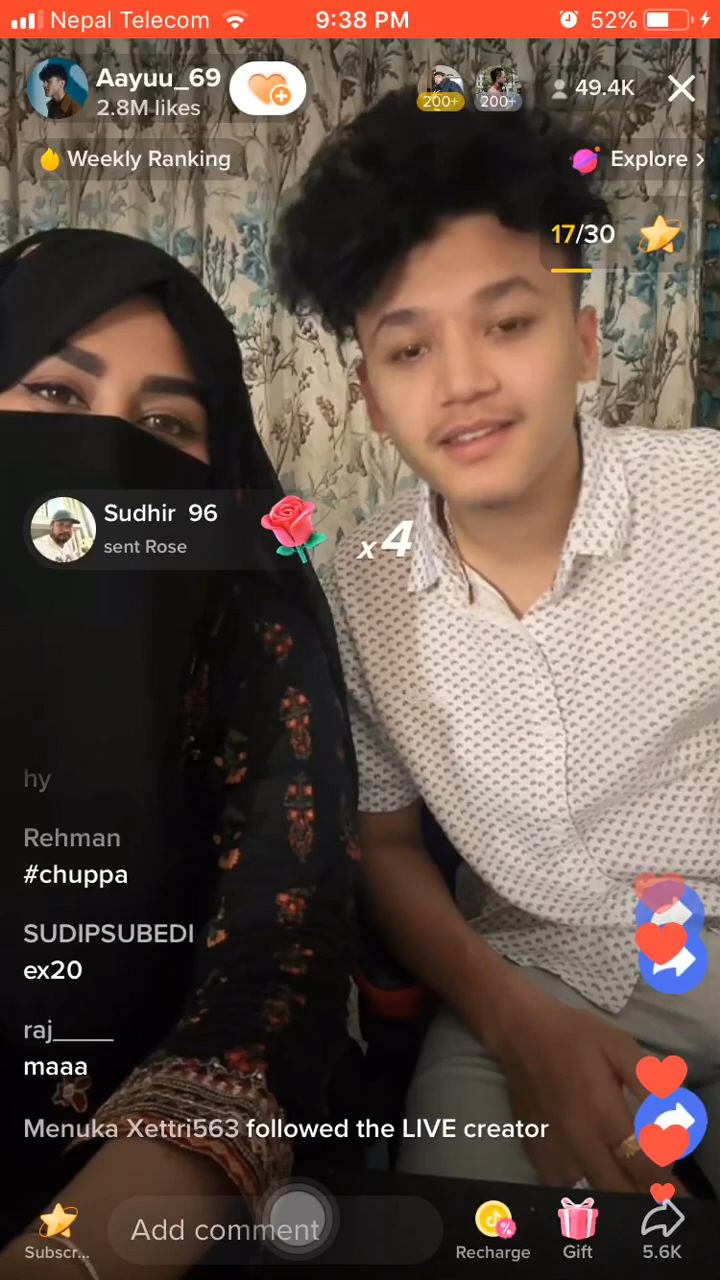 Nepal Telecom
9:38 PM
52%
Aayuu_69
2.8M likes
200+
200+
49.4K
Weekly Ranking
Explore >
17/30
Sudhir 96
sent Rose
x4
hy
Rehman
#chuppa
SUDIPSUBEDI
ex20
raj_____
maaa
Menuka Xettri563 followed the LIVE creator
Add comment
Subscr...
Recharge
Gift
5.6K